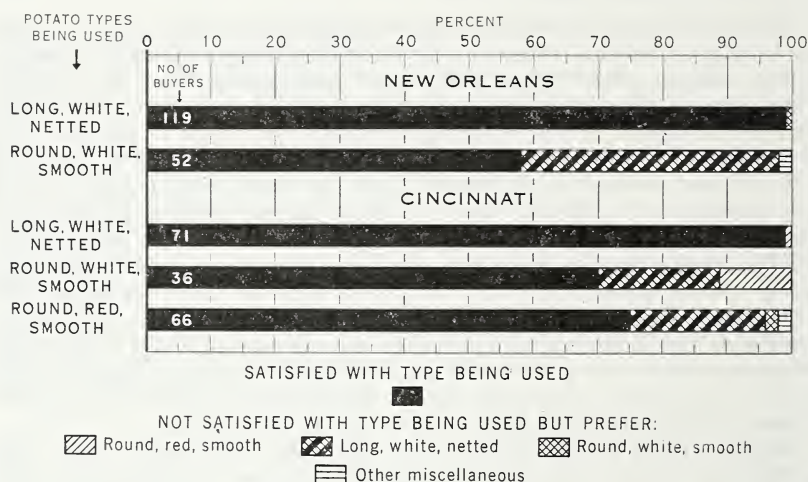 POTATO TYPES
BEING USED
PERCENT
0 10 20 30 40 50 60 70 80 90 100
NO OF
BUYERS
NEW ORLEANS
LONG, WHITE,
NETTED
119
ROUND, WHITE,
SMOOTH
52
CINCINNATI
LONG, WHITE,
NETTED
71
ROUND, WHITE,
SMOOTH
36
ROUND, RED,
SMOOTH
66
SATISFIED WITH TYPE BEING USED
NOT SATISFIED WITH TYPE BEING USED BUT PREFER:
Round, red, smooth Long, white, netted Round, white, smooth
Other miscellaneous